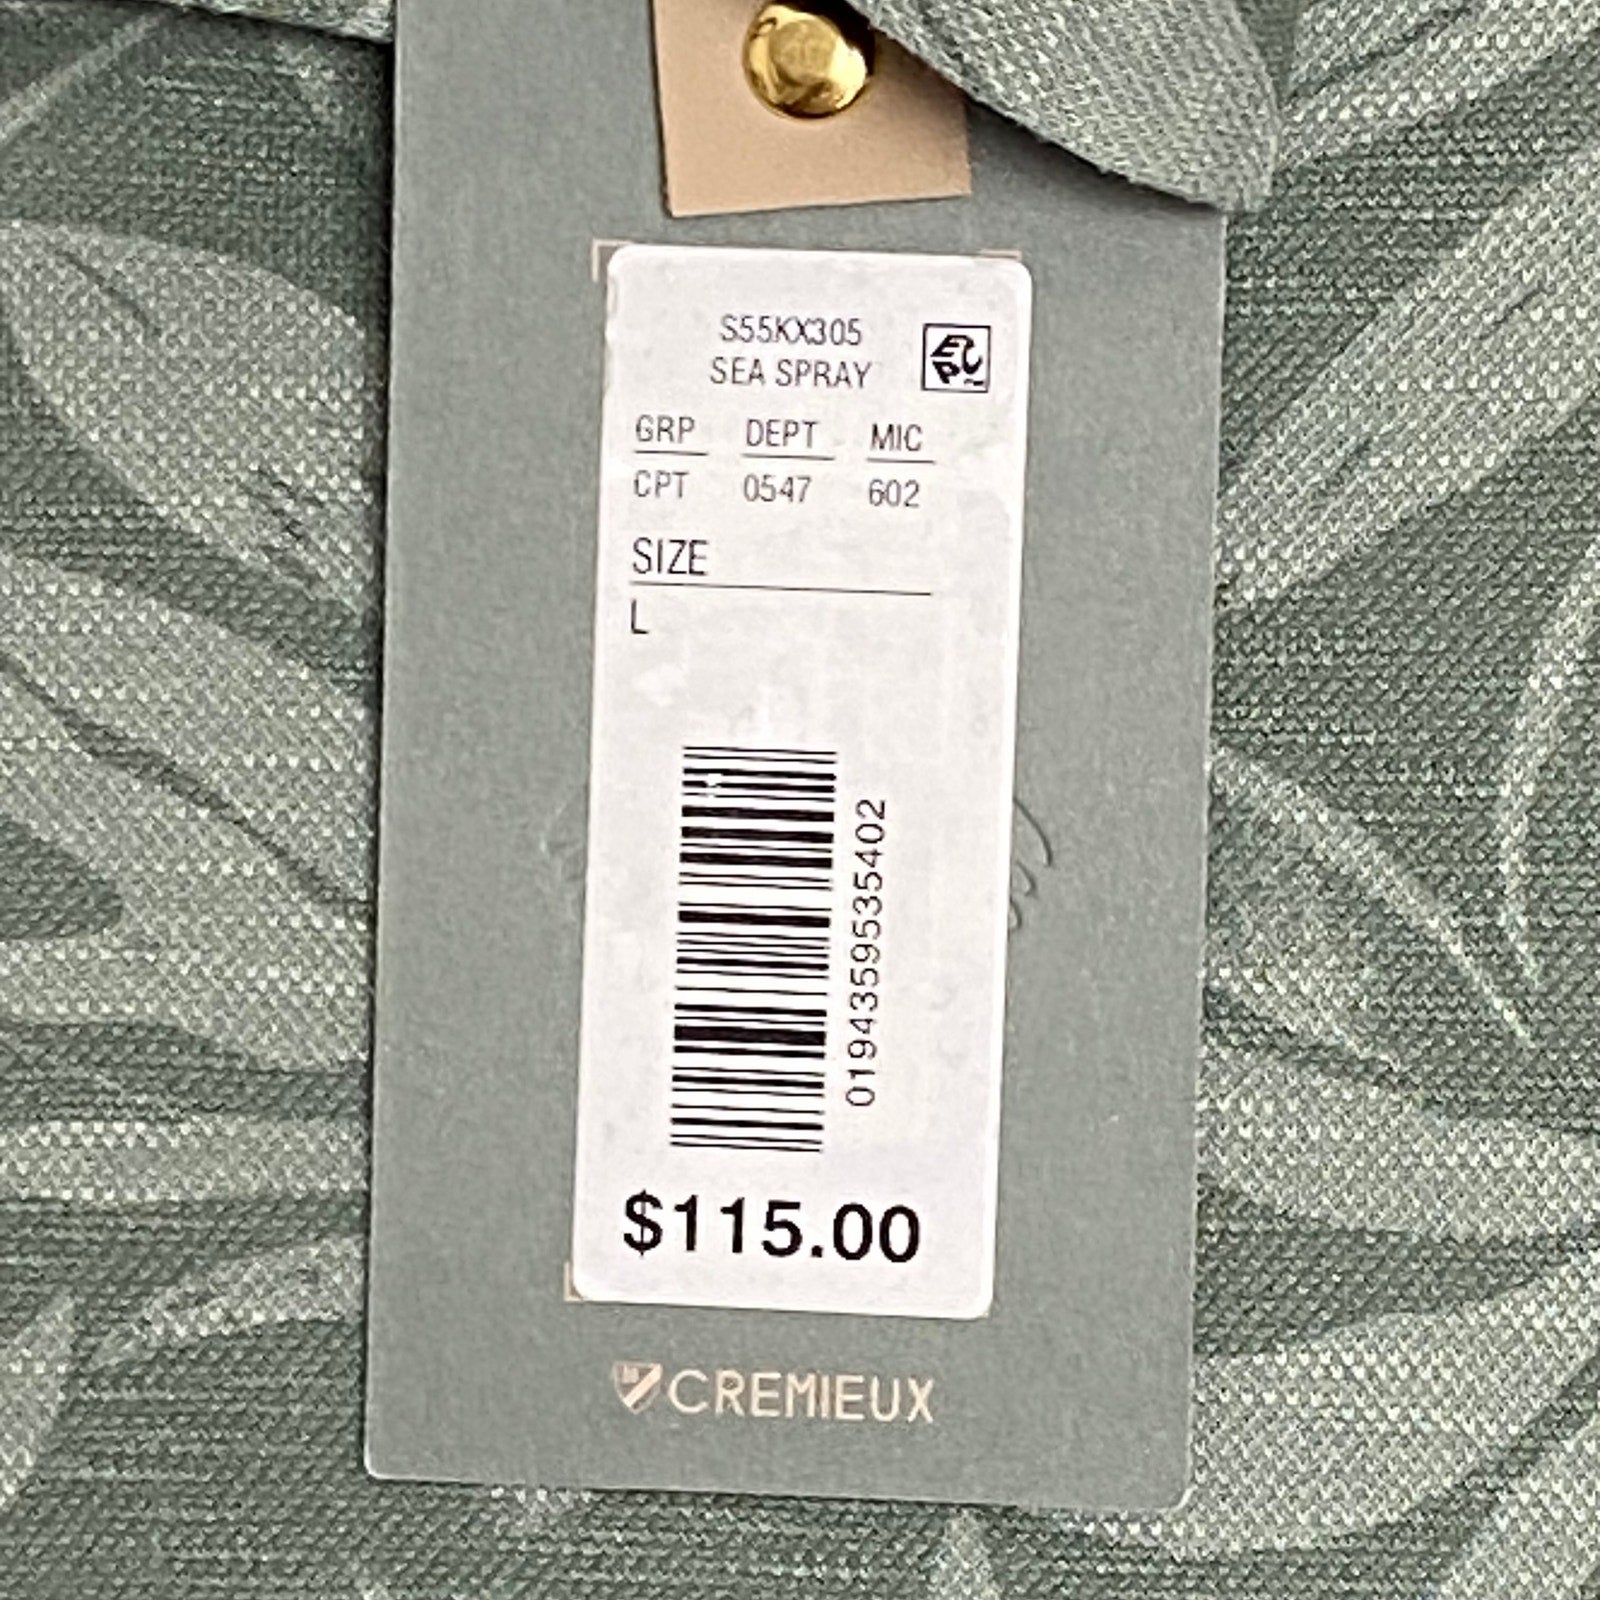 S55KX305
SEA SPRAY
GRP DEPT MIC
CPT 0547 602
SIZE
L
019435953540​2
$115.00
CREMIEUX